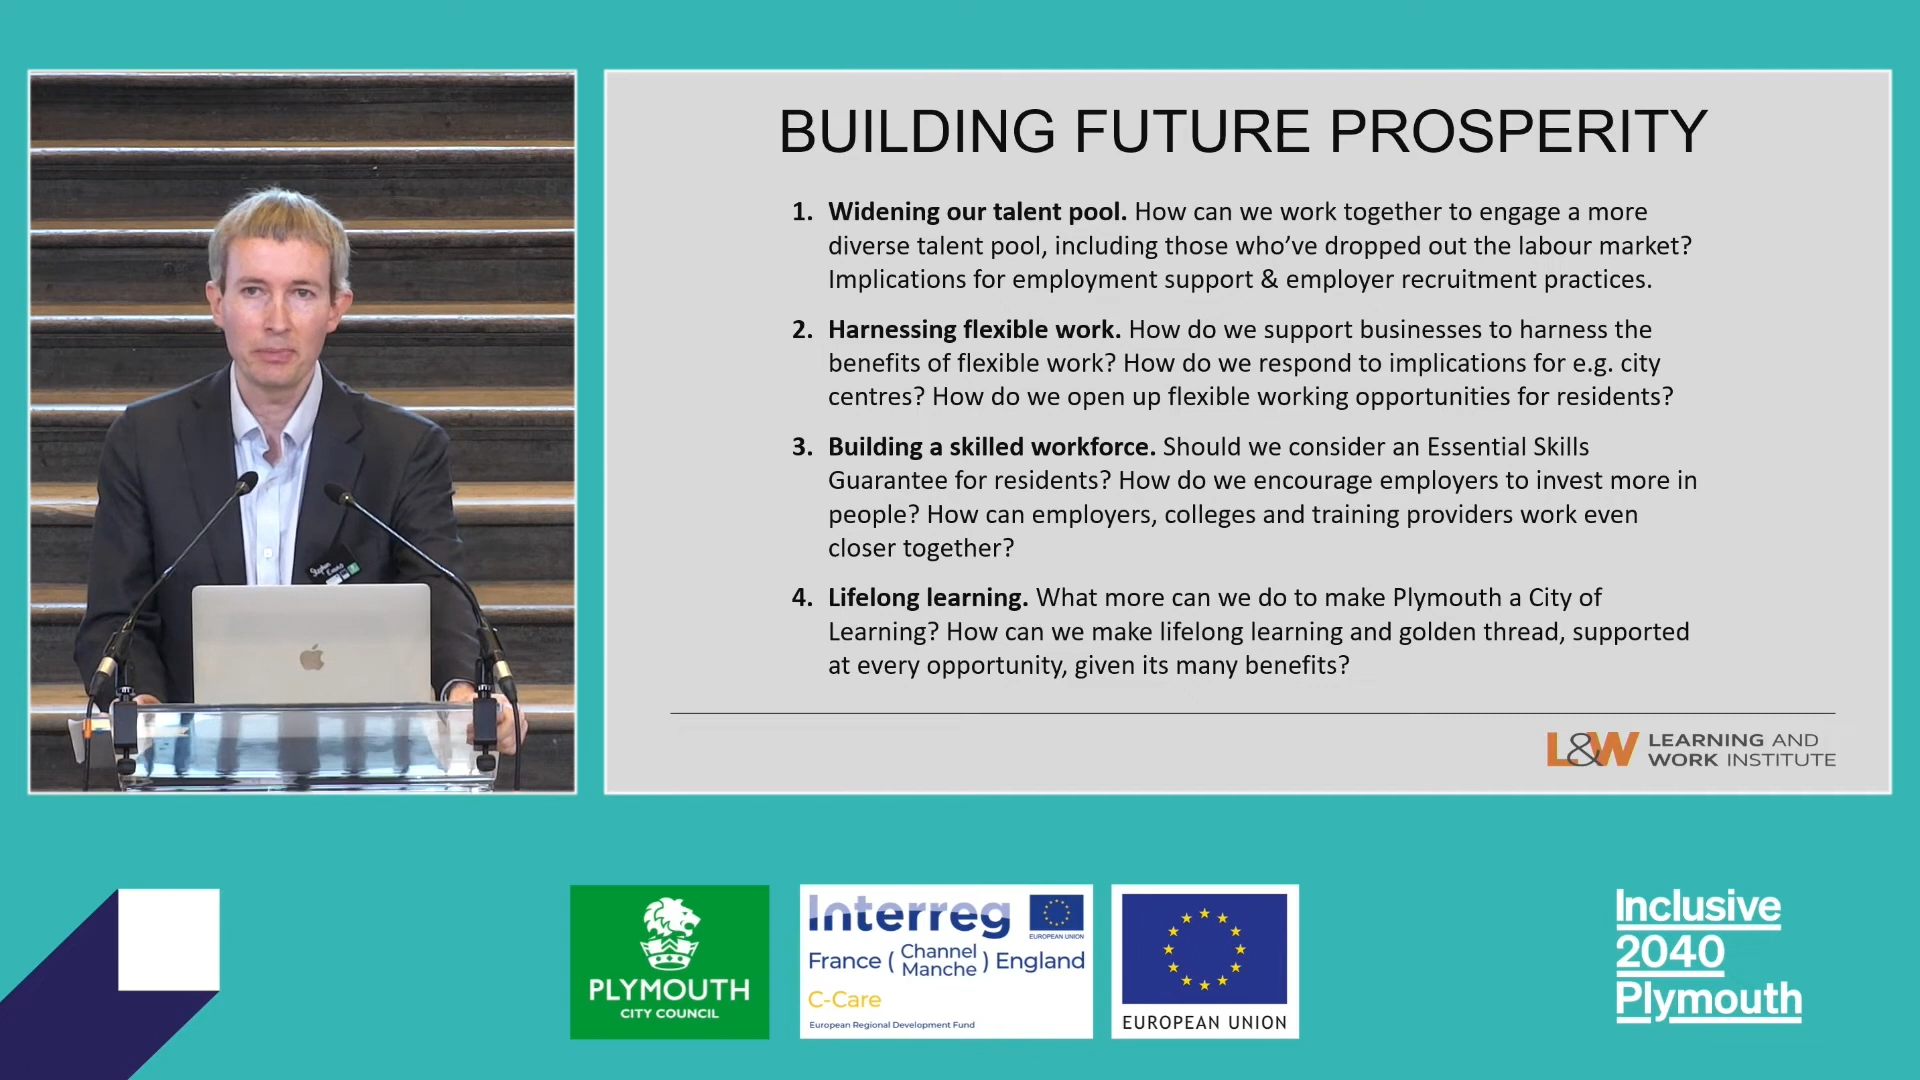 BUILDING FUTURE PROSPERITY
1. Widening our talent pool. How can we work together to engage a more
diverse talent pool, including those who've dropped out the labour market?
Implications for employment support & employer recruitment practices.
2. Harnessing flexible work. How do we support businesses to harness the
benefits of flexible work? How do we respond to implications for e.g. city
centres? How do we open up flexible working opportunities for residents?
3. Building a skilled workforce. Should we consider an Essential Skills
Guarantee for residents? How do we encourage employers to invest more in
people? How can employers, colleges and training providers work even
closer together?
4. Lifelong learning. What more can we do to make Plymouth a City of
Learning? How can we make lifelong learning and golden thread, supported
at every opportunity, given its many benefits?
L&W LEARNING AND
WORK INSTITUTE
Stephen
Evans
PLYMOUTH
CITY COUNCIL
Interreg
EUROPEAN UNION
France ( Channel
Manche ) England
C-Care
European Regional Development Fund
EUROPEAN UNION
Inclusive
2040
Plymouth